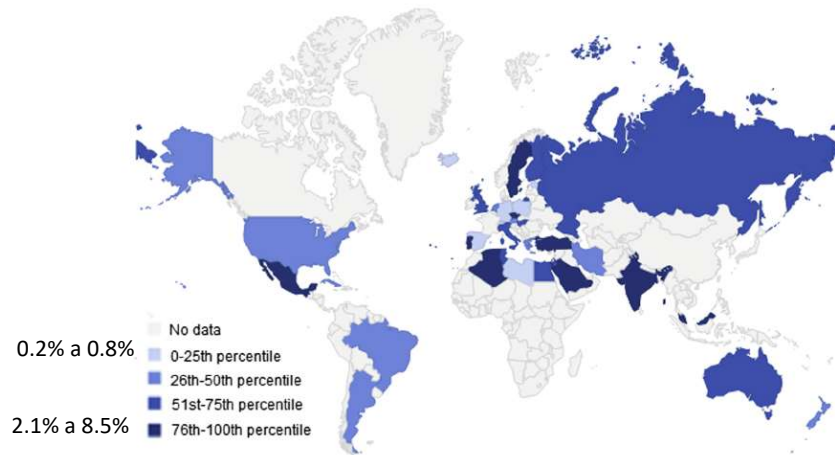 No data
0.2% a 0.8%
0-25th percentile
26th-50th percentile
51st-75th percentile
2.1% a 8.5%
76th-100th percentile